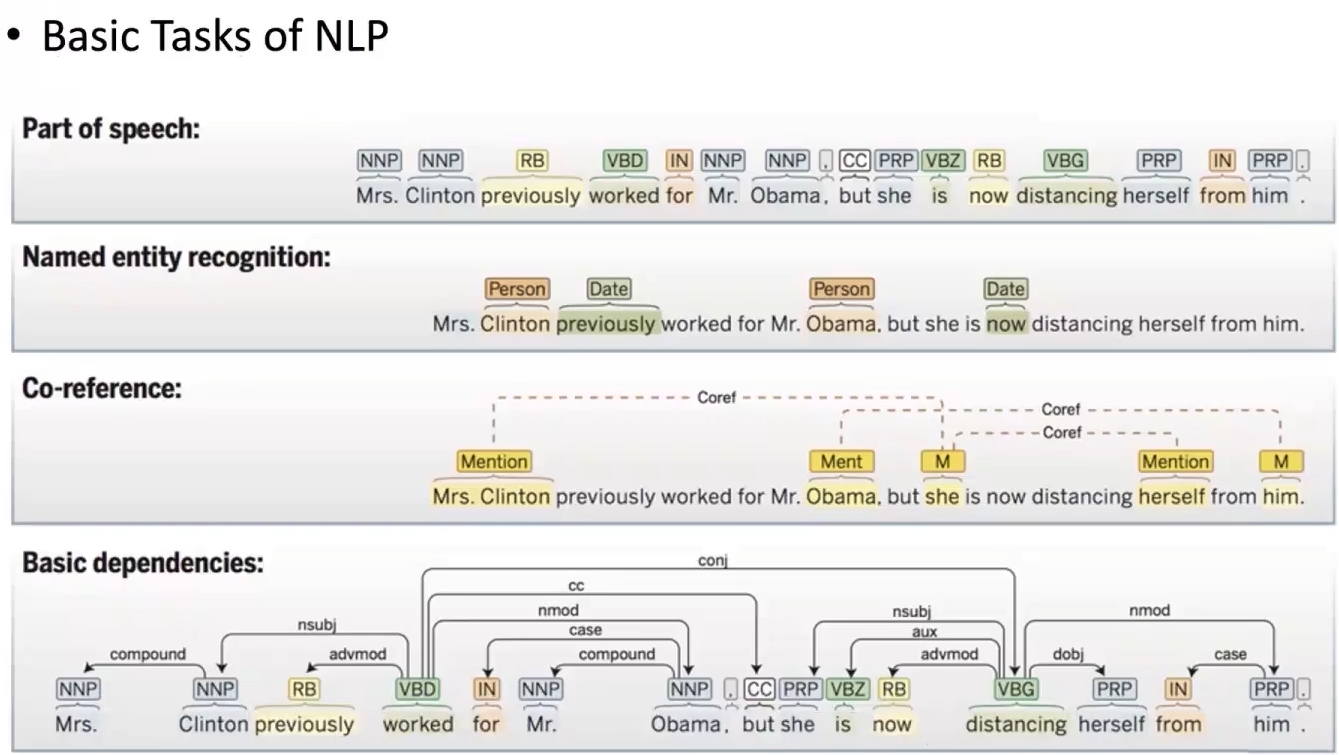 • Basic Tasks of NLP
Part of speech:
NNP NNP RB VBD IN NNP NNP , CC PRP VBZ RB VBG PRP IN PRP .
Mrs. Clinton previously worked for Mr. Obama, but she is now distancing herself from him .
Named entity recognition:
Person Date Person Date
Mrs. Clinton previously worked for Mr. Obama, but she is now distancing herself from him.
Co-reference:
Coref
Coref
Coref
Mention Ment M Mention M
Mrs. Clinton previously worked for Mr. Obama, but she is now distancing herself from him.
Basic dependencies:
conj
cc
nmod nsubj nmod
nsubj case aux
compound advmod compound advmod dobj case
NNP NNP RB VBD IN NNP NNP , CC PRP VBZ RB VBG PRP IN PRP .
Mrs. Clinton previously worked for Mr. Obama , but she is now distancing herself from him .